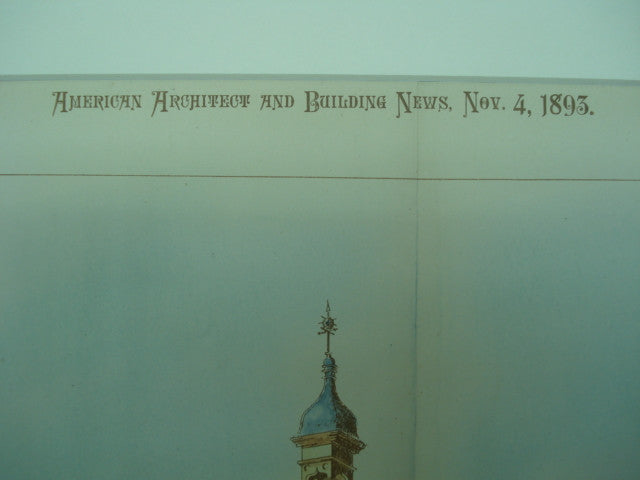 American Architect and Building News, Nov. 4, 1893.